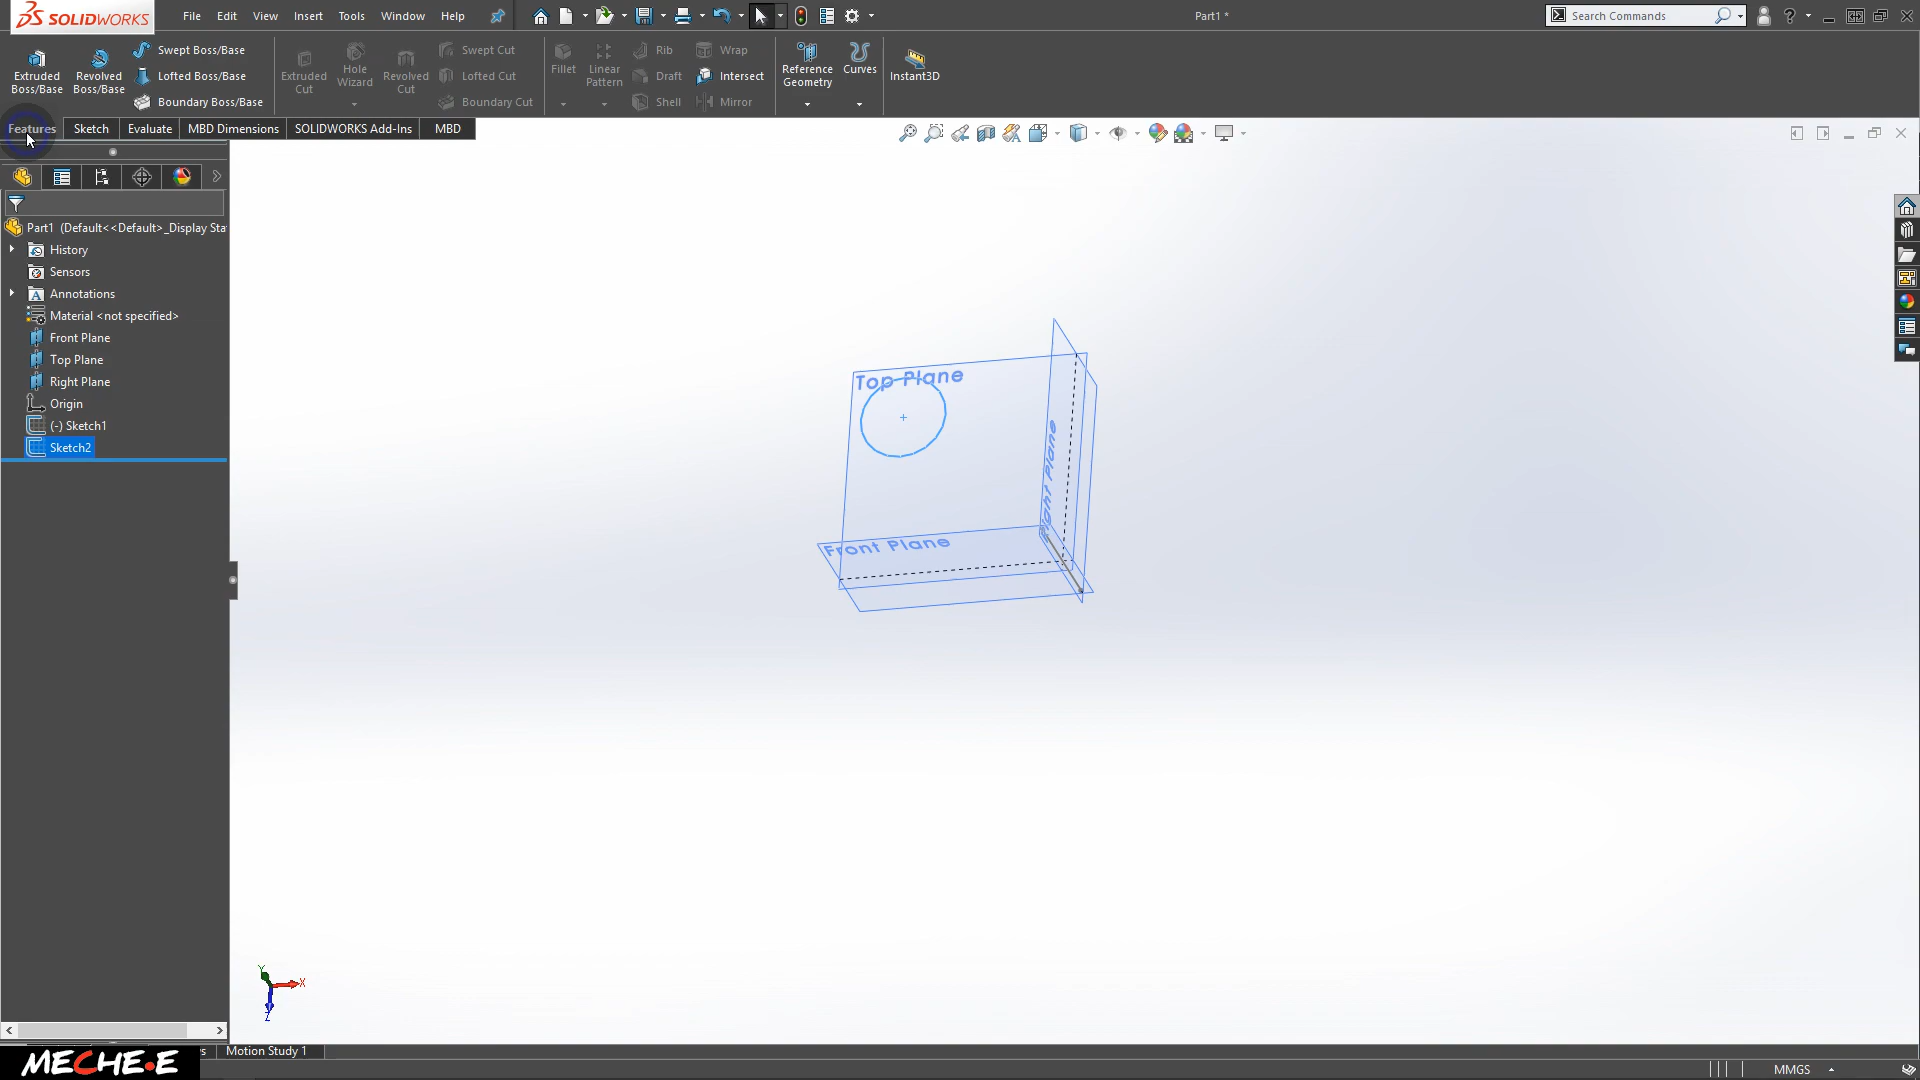 SOLIDWORKS
File Edit View Insert Tools Window Help
Part1 *
Search Commands
Extruded Boss/Base
Revolved Boss/Base
Swept Boss/Base
Lofted Boss/Base
Boundary Boss/Base
Extruded Cut
Hole Wizard
Revolved Cut
Swept Cut
Lofted Cut
Boundary Cut
Fillet
Linear Pattern
Rib
Draft
Shell
Wrap
Intersect
Mirror
Reference Geometry
Curves
Instant3D
Features Sketch Evaluate MBD Dimensions SOLIDWORKS Add-Ins MBD
Part1 (Default<<Default>_Display Sta
History
Sensors
Annotations
Material <not specified>
Front Plane
Top Plane
Right Plane
Origin
(-) Sketch1
Sketch2
Top Plane
Right Plane
Front Plane
Y
X
Z
Motion Study 1
MECHE.E
MMGS